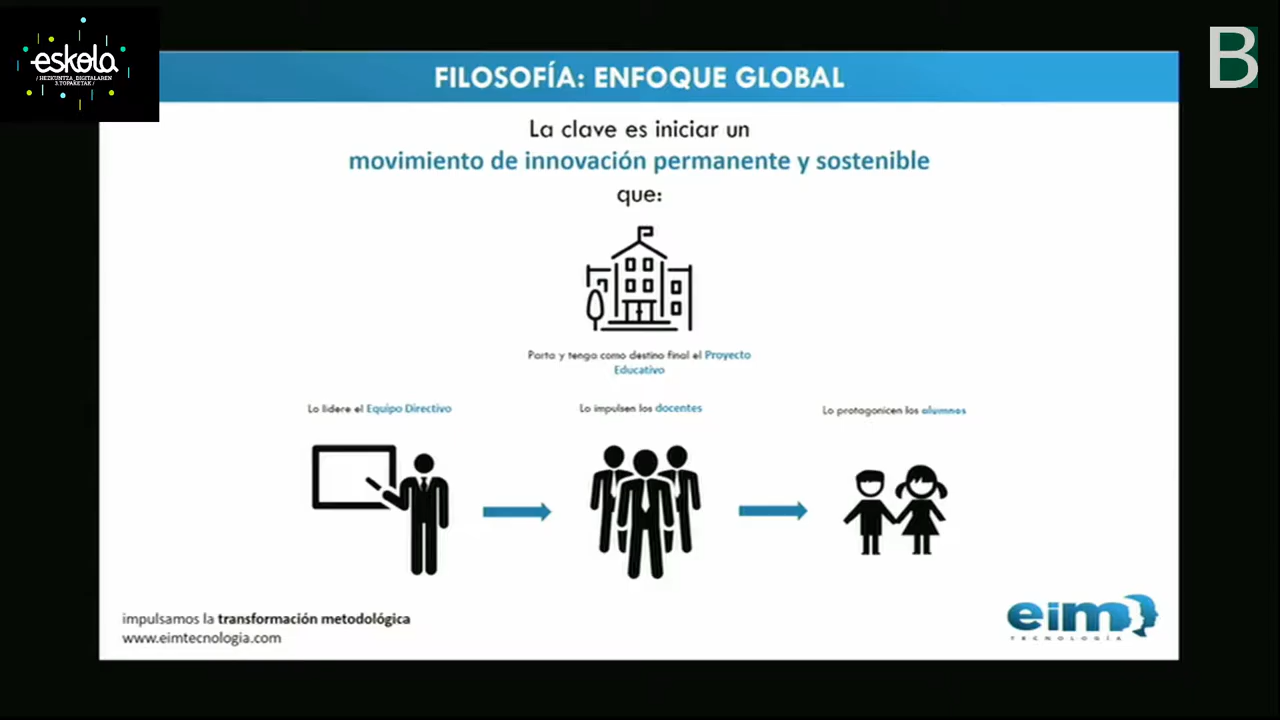 eskola
/ HEZKUNTZA_DIGITALAREN
3.TOPAKETAK /
B
FILOSOFÍA: ENFOQUE GLOBAL
La clave es iniciar un
movimiento de innovación permanente y sostenible
que:
Parta y tenga como destino final el Proyecto
Educativo
Lo lidere el Equipo Directivo
Lo impulsen los docentes
Lo protagonicen los alumnos
impulsamos la transformación metodológica
www.eimtecnologia.com
eim
TECNOLOGÍA